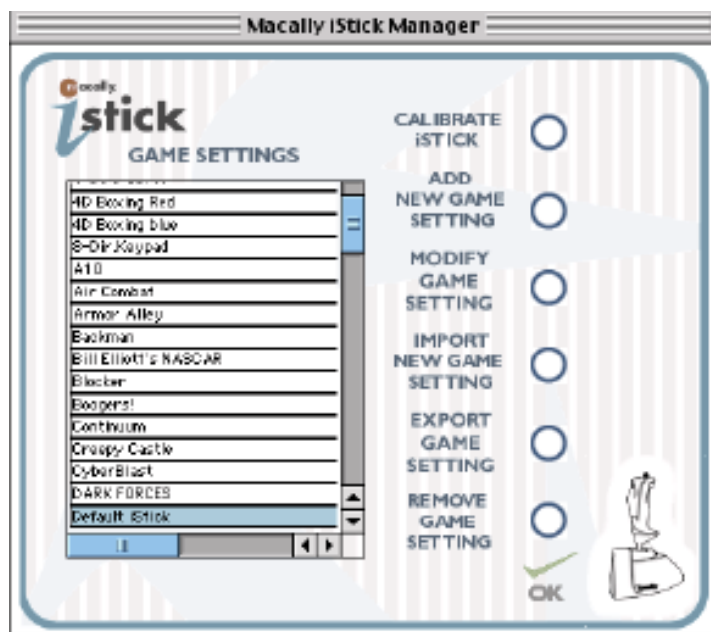 Macally iStick Manager
Macally
istick
GAME SETTINGS
4D Boxing Red
4D Boxing blue
8-Dir.Keypad
A10
Air Combat
Armor Alley
Backman
Bill Elliott's NASCAR
Blocker
Boogers!
Continuum
Creepy Castle
CyberBlast
DARK FORCES
Default iStick
CALIBRATE
iSTICK
ADD
NEW GAME
SETTING
MODIFY
GAME
SETTING
IMPORT
NEW GAME
SETTING
EXPORT
GAME
SETTING
REMOVE
GAME
SETTING
OK